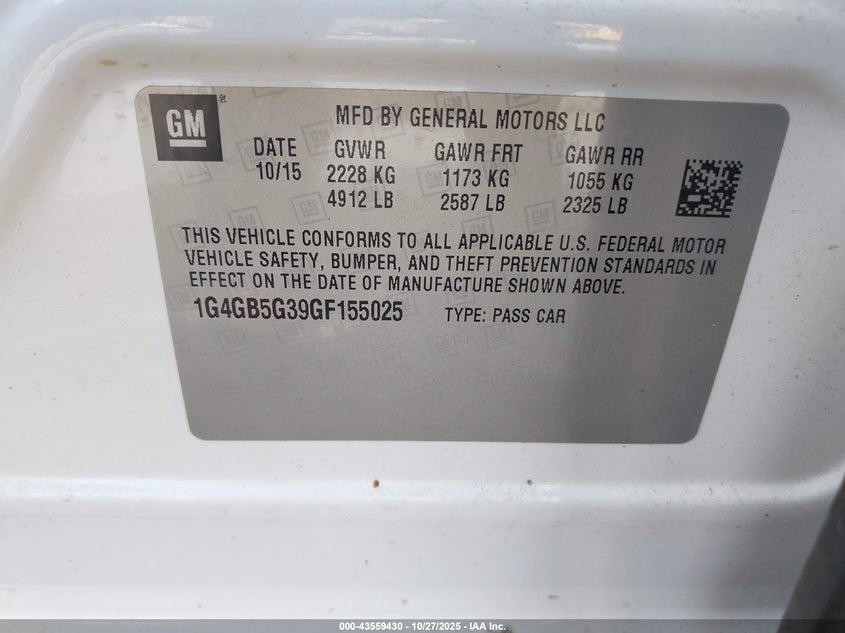 GM
®
MFD BY GENERAL MOTORS LLC
DATE GVWR GAWR FRT GAWR RR
10/15 2228 KG 1173 KG 1055 KG
4912 LB 2587 LB 2325 LB
THIS VEHICLE CONFORMS TO ALL APPLICABLE U.S. FEDERAL MOTOR
VEHICLE SAFETY, BUMPER, AND THEFT PREVENTION STANDARDS IN
EFFECT ON THE DATE OF MANUFACTURE SHOWN ABOVE.
1G4GB5G39GF155025 TYPE: PASS CAR
000-43559430 | 10/27/2025 - IAA Inc.